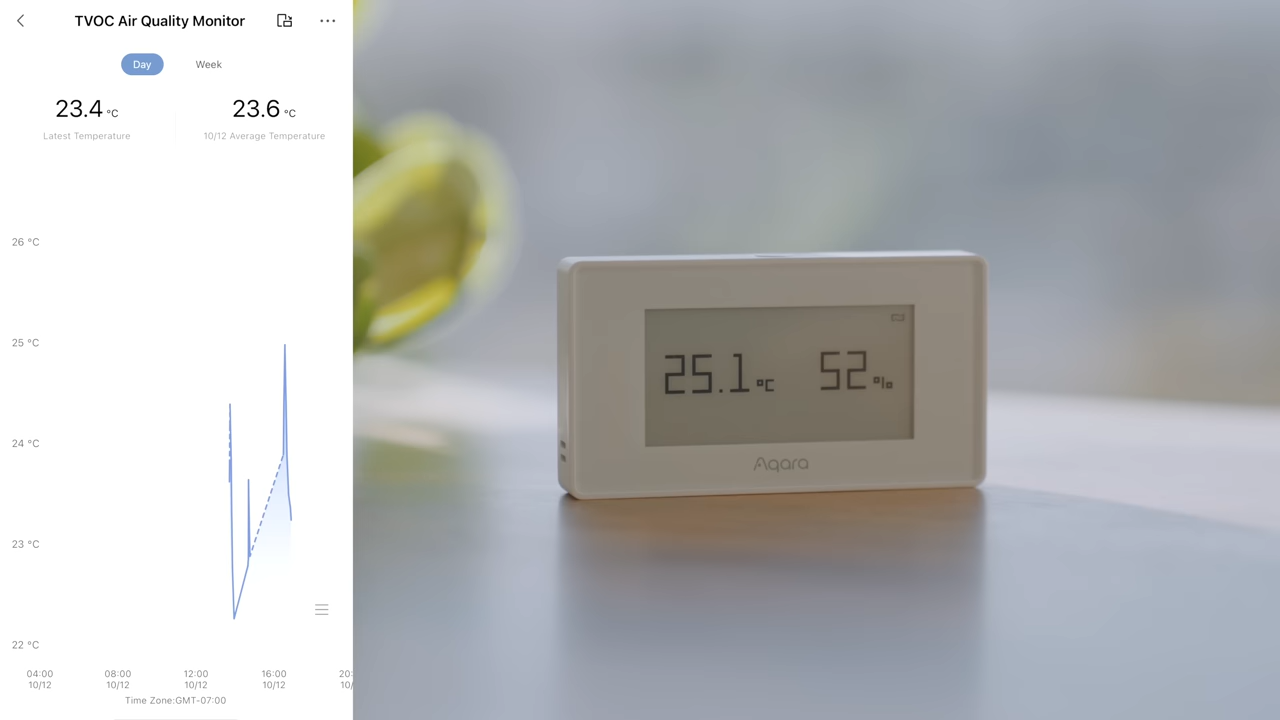 TVOC Air Quality Monitor
Day Week
23.4 °C 23.6 °C
Latest Temperature 10/12 Average Temperature
26 °C
25 °C
24 °C
23 °C
22 °C
04:00 08:00 12:00 16:00 20:
10/12 10/12 10/12 10/12 10/
Time Zone:GMT-07:00
25.1 °C 52 %
Aqara